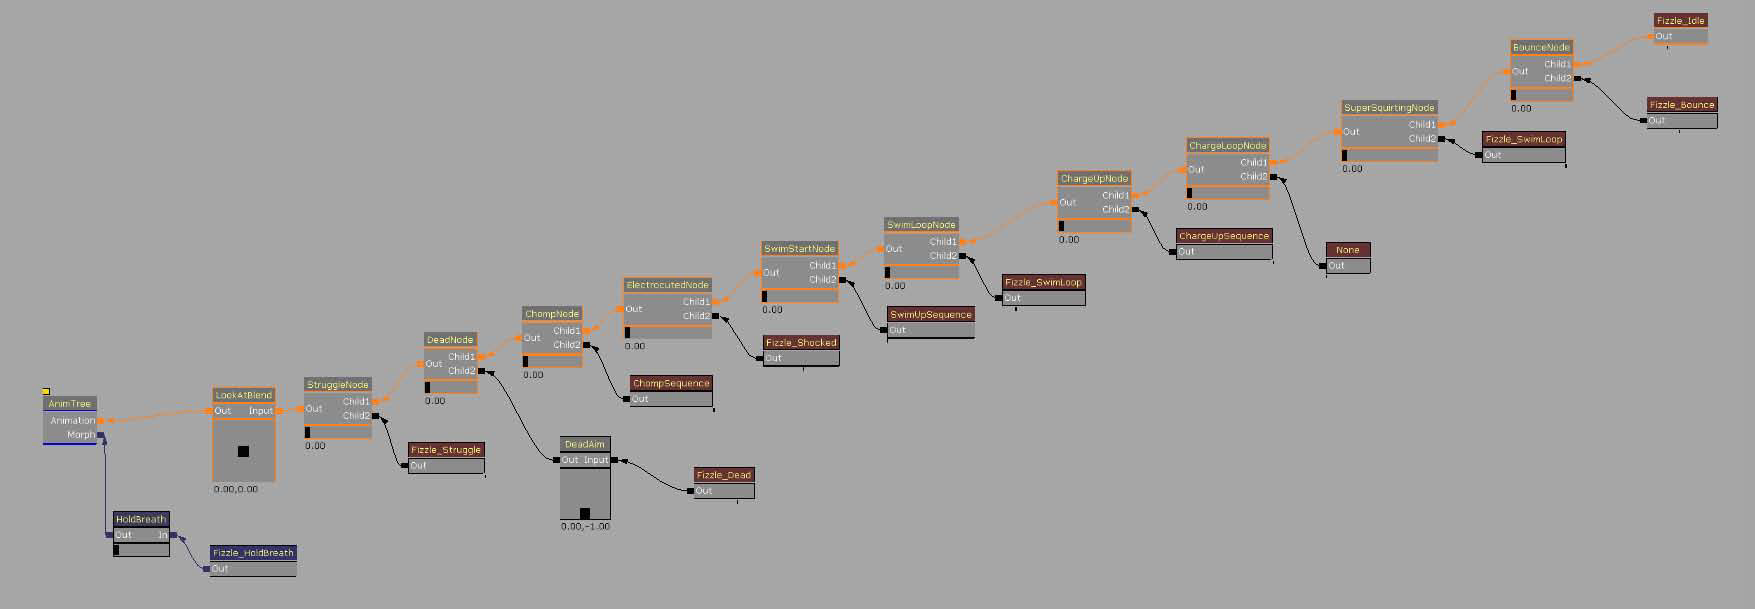 AnimTree
Animation
Morph
HoldBreath
Out In
Fizzle_HoldBreath
Out
LookAtBlend
Out Input
0.00,0.00
StruggleNode
Child1
Out
Child2
0.00
Fizzle_Struggle
Out
DeadNode
Child1
Out
Child2
0.00
DeadAim
Out Input
0.00,-1.00
Fizzle_Dead
Out
ChompNode
Child1
Out
Child2
0.00
ChompSequence
Out
ElectrocutedNode
Child1
Out
Child2
0.00
Fizzle_Shocked
Out
SwimStartNode
Child1
Out
Child2
0.00
SwimUpSequence
Out
SwimLoopNode
Child1
Out
Child2
0.00
Fizzle_SwimLoop
Out
ChargeUpNode
Child1
Out
Child2
0.00
ChargeUpSequence
Out
ChargeLoopNode
Child1
Out
Child2
0.00
None
Out
SuperSquirtingNode
Child1
Out
Child2
0.00
Fizzle_SwimLoop
Out
BounceNode
Child1
Out
Child2
0.00
Fizzle_Idle
Out
Fizzle_Bounce
Out